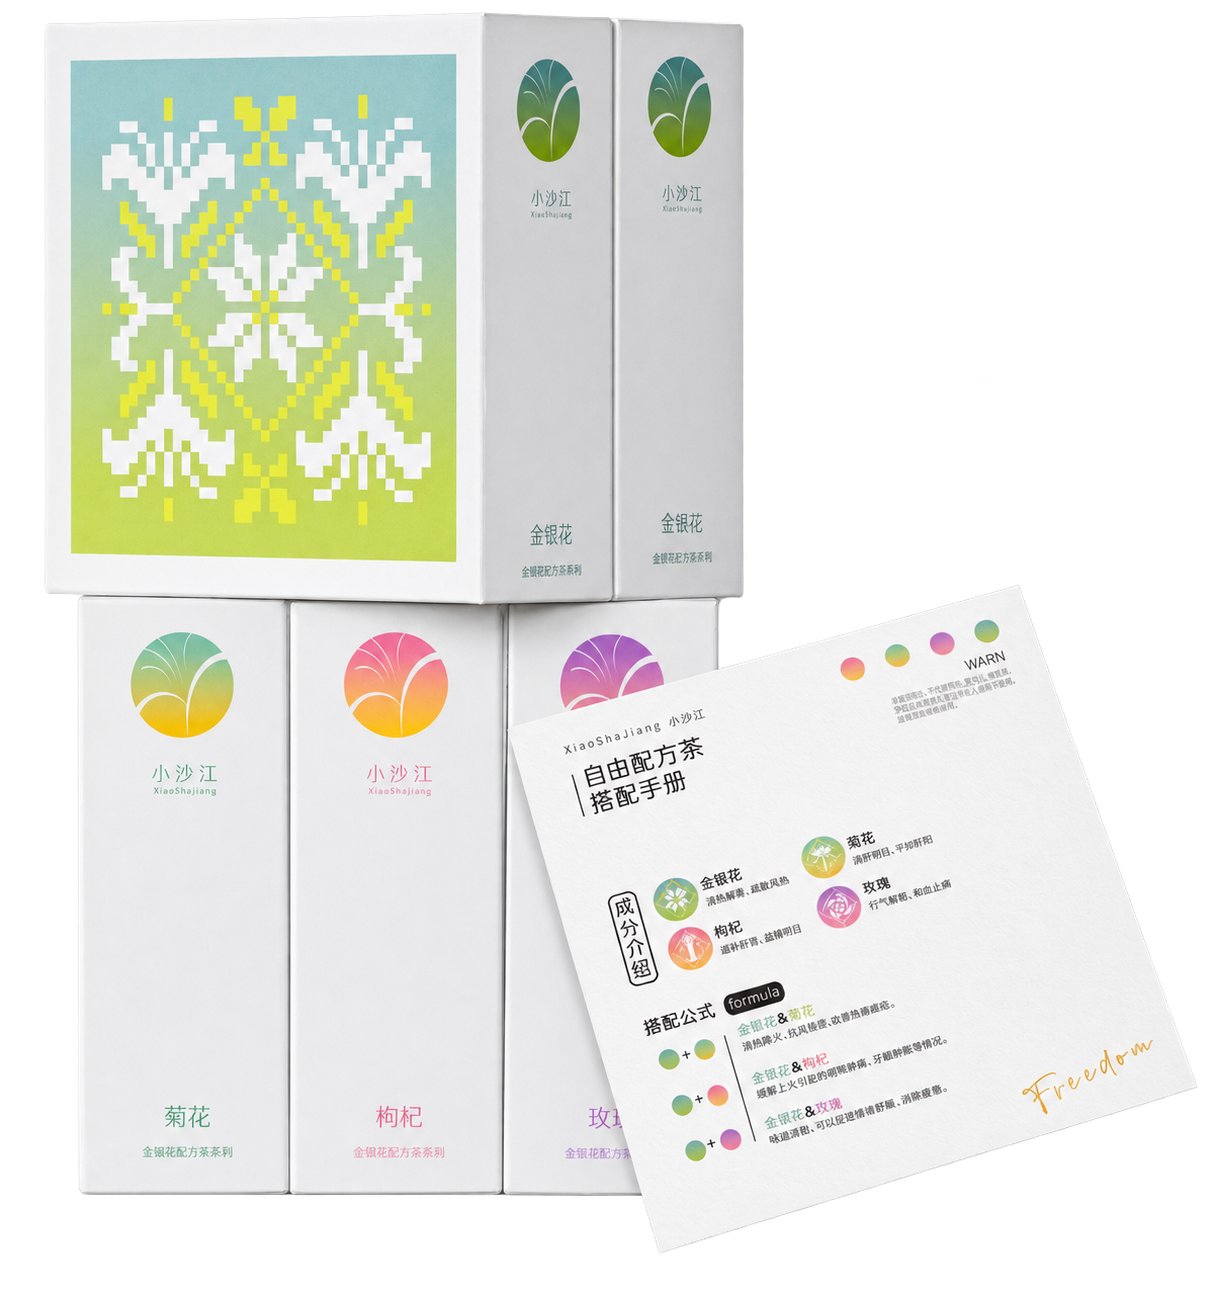 小沙江
XiaoShaJiang
金银花
金银花配方茶系列
小沙江
XiaoShaJiang
金银花
金银花配方茶系列
小沙江
XiaoShaJiang
菊花
金银花配方茶系列
小沙江
XiaoShaJiang
枸杞
金银花配方茶系列
玫
金银花配方茶
XiaoShaJiang 小沙江
自由配方茶
搭配手册
WARN
成分介绍
金银花
清热解毒、疏散风热
菊花
清肝明目、平抑肝阳
枸杞
滋补肝肾、益精明目
玫瑰
行气解郁、和血止痛
搭配公式 formula
金银花&菊花
清热降火、抗风
金银花&枸杞
缓解上火引起的咽喉肿痛、牙龈肿胀等情况。
金银花&玫瑰
味道清甜、可以促进情绪舒缓、消除疲惫。
Freedom